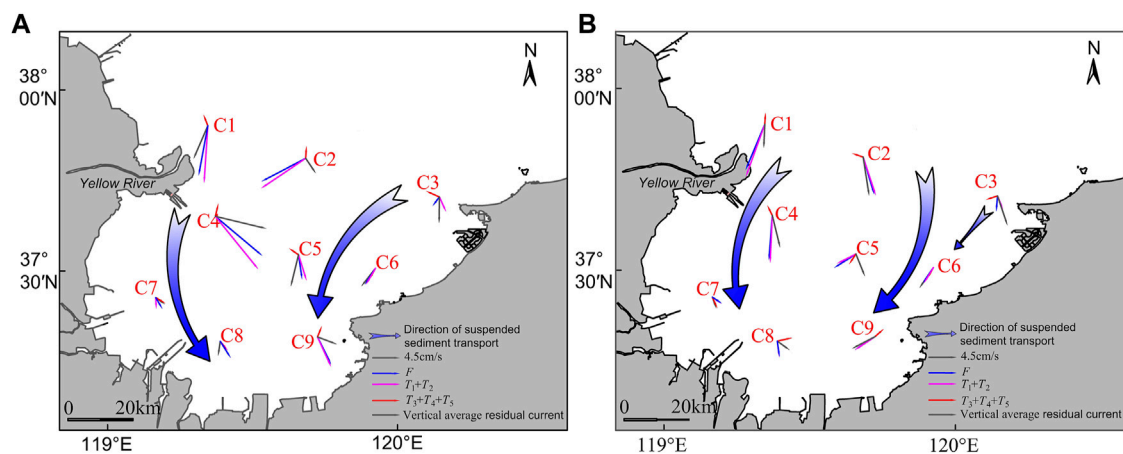 A
N
38°
00′N
37°
30′N
C1
C2
C3
Yellow River
C4
C5
C6
C7
C8
C9
Direction of suspended
sediment transport
4.5cm/s
F
T1+T2
T3+T4+T5
Vertical average residual current
0 20km
119°E
120°E
B
N
38°
00′N
37°
30′N
C1
C2
C3
Yellow River
C4
C5
C6
C7
C8
C9
Direction of suspended
sediment transport
4.5cm/s
F
T1+T2
T3+T4+T5
Vertical average residual current
0 20km
119°E
120°E